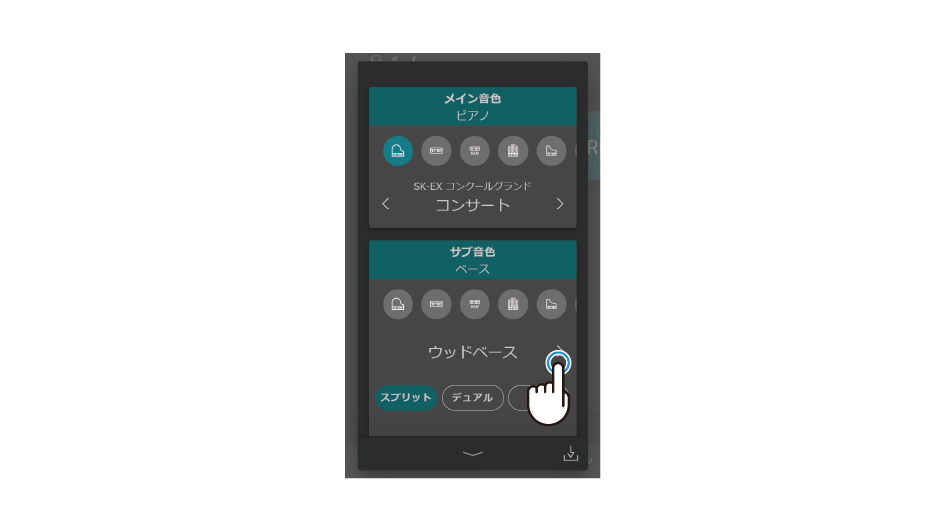 メイン音色
ピアノ
SK-EX コンクールグランド
コンサート
サブ音色
ベース
ウッドベース
スプリット
デュアル
R